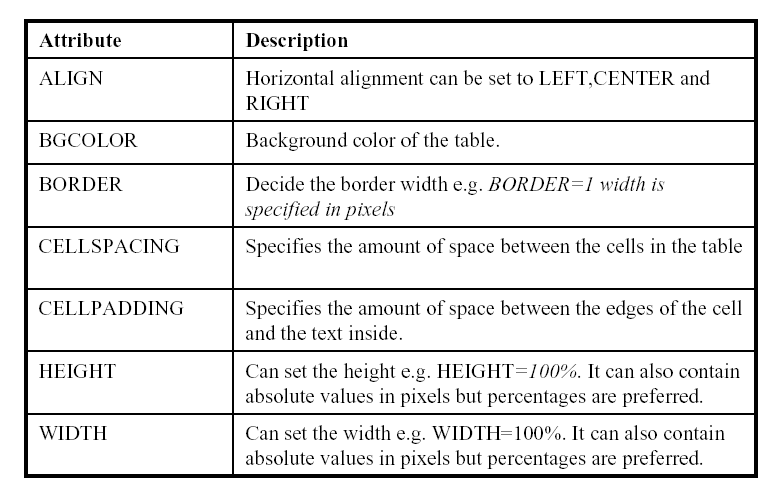 Attribute Description
ALIGN Horizontal alignment can be set to LEFT,CENTER and
RIGHT
BGCOLOR Background color of the table.
BORDER Decide the border width e.g. BORDER=1 width is
specified in pixels
CELLSPACING Specifies the amount of space between the cells in the table
CELLPADDING Specifies the amount of space between the edges of the cell
and the text inside.
HEIGHT Can set the height e.g. HEIGHT=100%. It can also contain
absolute values in pixels but percentages are preferred.
WIDTH Can set the width e.g. WIDTH=100%. It can also contain
absolute values in pixels but percentages are preferred.